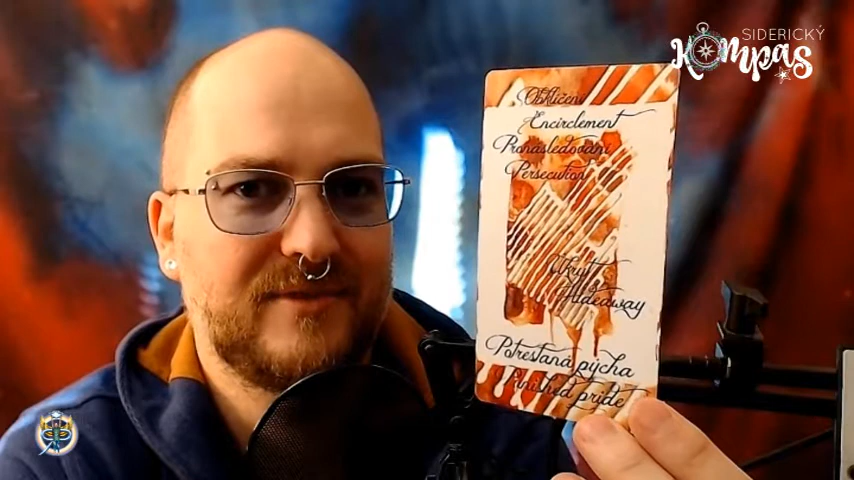 SIDERICKÝ
Kompas
Obklíčení
Encirclement
Pronásledování
Persecution
Úkryt
Hideaway
Potrestaná pýcha
Punished pride